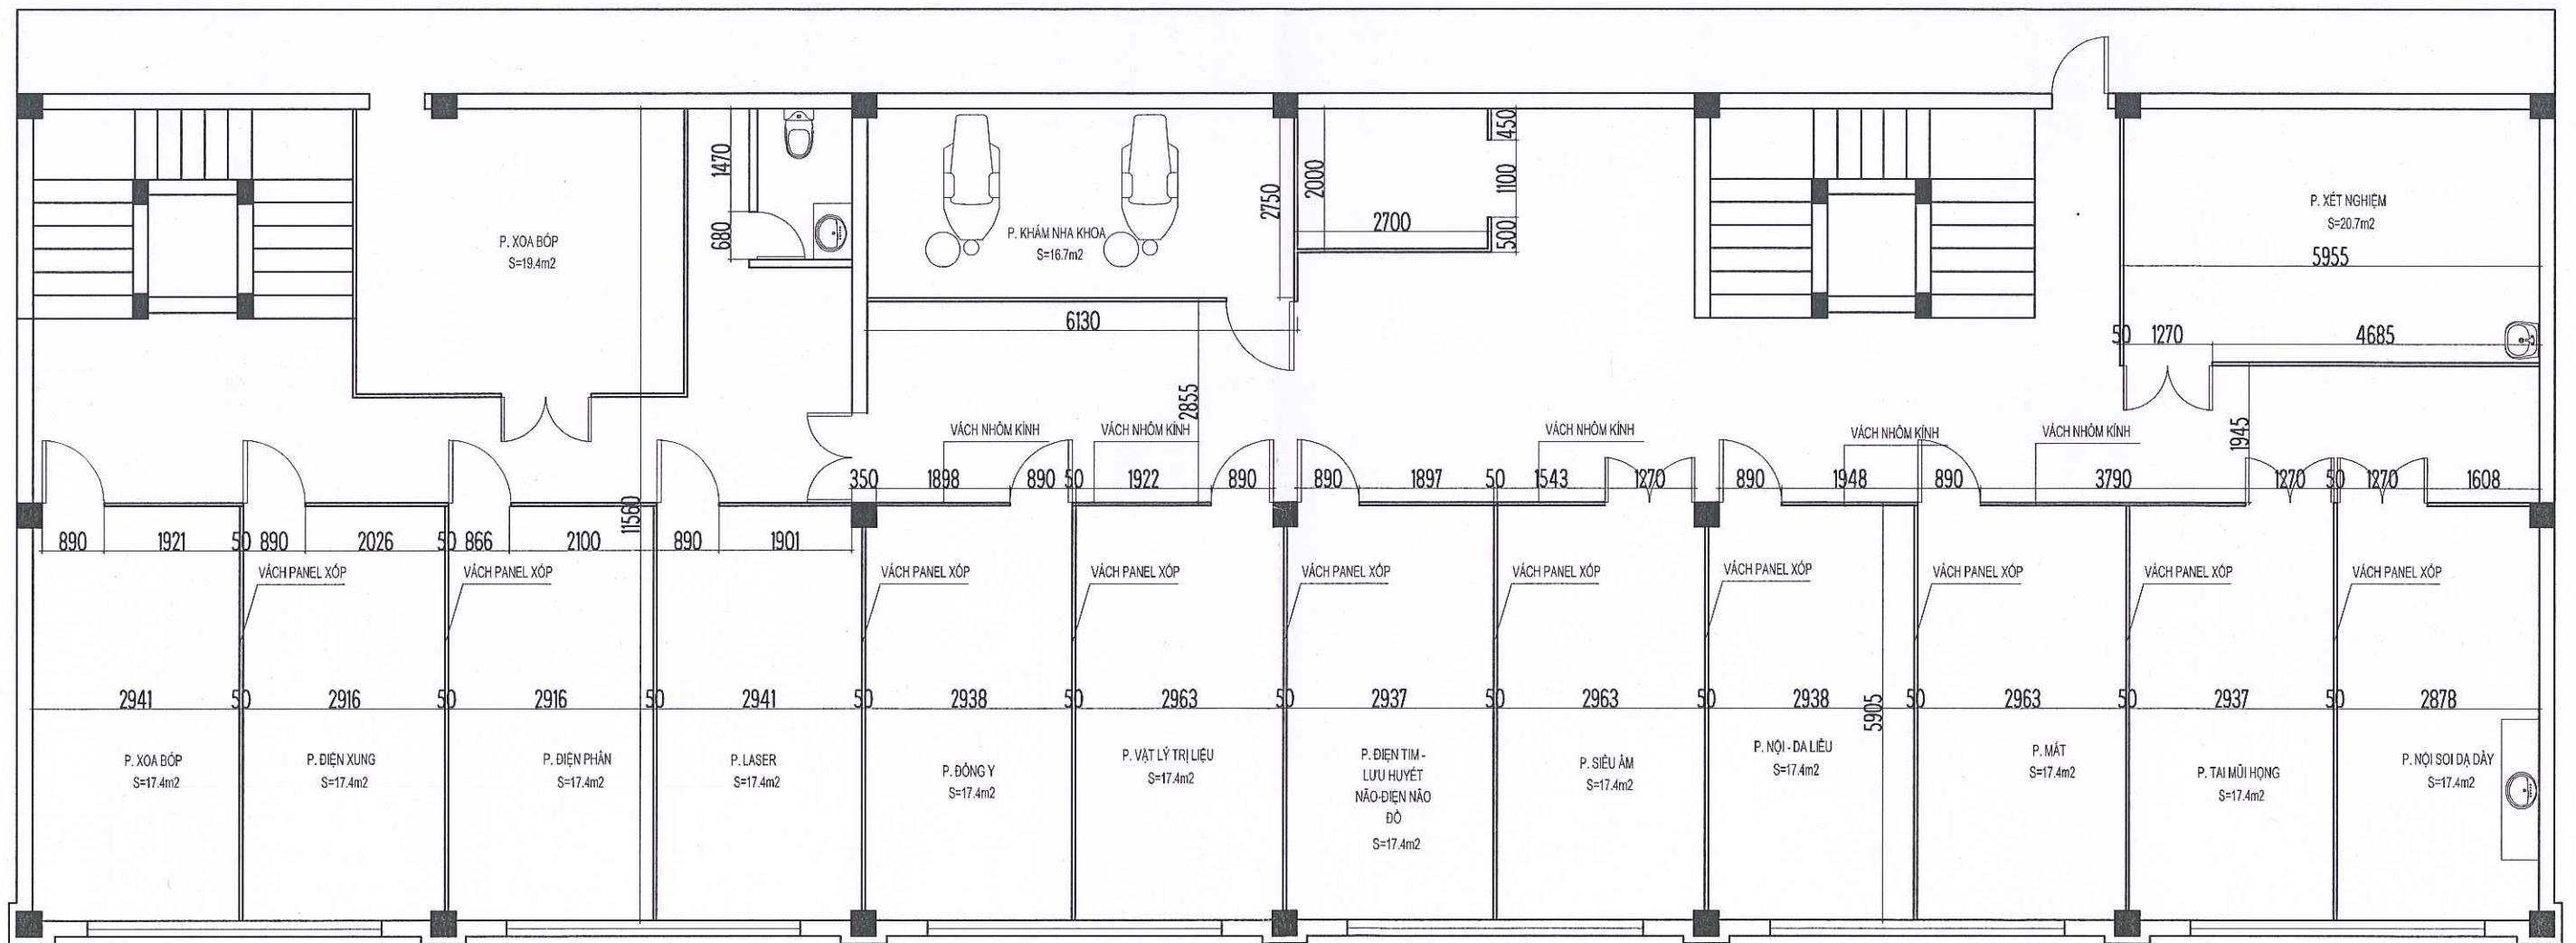 1470
680
2750
2000
450
1100
500
2700
P. XÉT NGHIỆM
S=20.7m2
5955
P. XOA BÓP
S=19.4m2
P. KHÁM NHA KHOA
S=16.7m2
6130
50 1270 4685
2855
1945
VÁCH NHÔM KÍNH
VÁCH NHÔM KÍNH
VÁCH NHÔM KÍNH
VÁCH NHÔM KÍNH
VÁCH NHÔM KÍNH
350 1898 890 50 1922 890 890 1897 50 1543 1270 890 1948 890 3790 1270 50 1270 1608
11560
890 1921 50 890 2026 50 866 2100 890 1901
VÁCH PANEL XỐP
VÁCH PANEL XỐP
VÁCH PANEL XỐP
VÁCH PANEL XỐP
VÁCH PANEL XỐP
VÁCH PANEL XỐP
VÁCH PANEL XỐP
VÁCH PANEL XỐP
VÁCH PANEL XỐP
VÁCH PANEL XỐP
2941 50 2916 50 2916 50 2941 50 2938 50 2963 50 2937 50 2963 50 2938 50 2963 50 2937 50 2878
5905
P. XOA BÓP
S=17.4m2
P. ĐIỆN XUNG
S=17.4m2
P. ĐIỆN PHÂN
S=17.4m2
P. LASER
S=17.4m2
P. ĐÔNG Y
S=17.4m2
P. VẬT LÝ TRỊ LIỆU
S=17.4m2
P. ĐIỆN TIM -
LƯU HUYẾT
NÃO-ĐIỆN NÃO
ĐỒ
S=17.4m2
P. SIÊU ÂM
S=17.4m2
P. NỘI - DA LIỄU
S=17.4m2
P. MẮT
S=17.4m2
P. TAI MŨI HỌNG
S=17.4m2
P. NỘI SOI DẠ DÀY
S=17.4m2